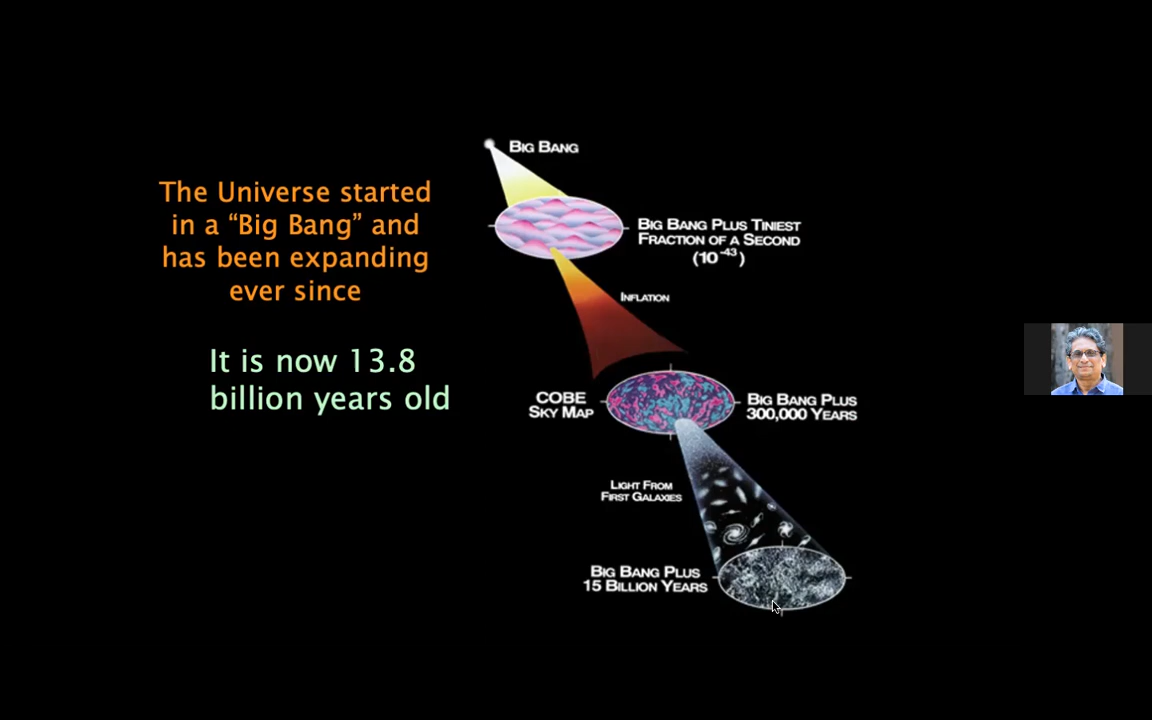 The Universe started
in a “Big Bang” and
has been expanding
ever since
It is now 13.8
billion years old
BIG BANG
BIG BANG PLUS TINIEST
FRACTION OF A SECOND
(10⁻⁴³)
INFLATION
COBE
SKY MAP
BIG BANG PLUS
300,000 YEARS
LIGHT FROM
FIRST GALAXIES
BIG BANG PLUS
15 BILLION YEARS